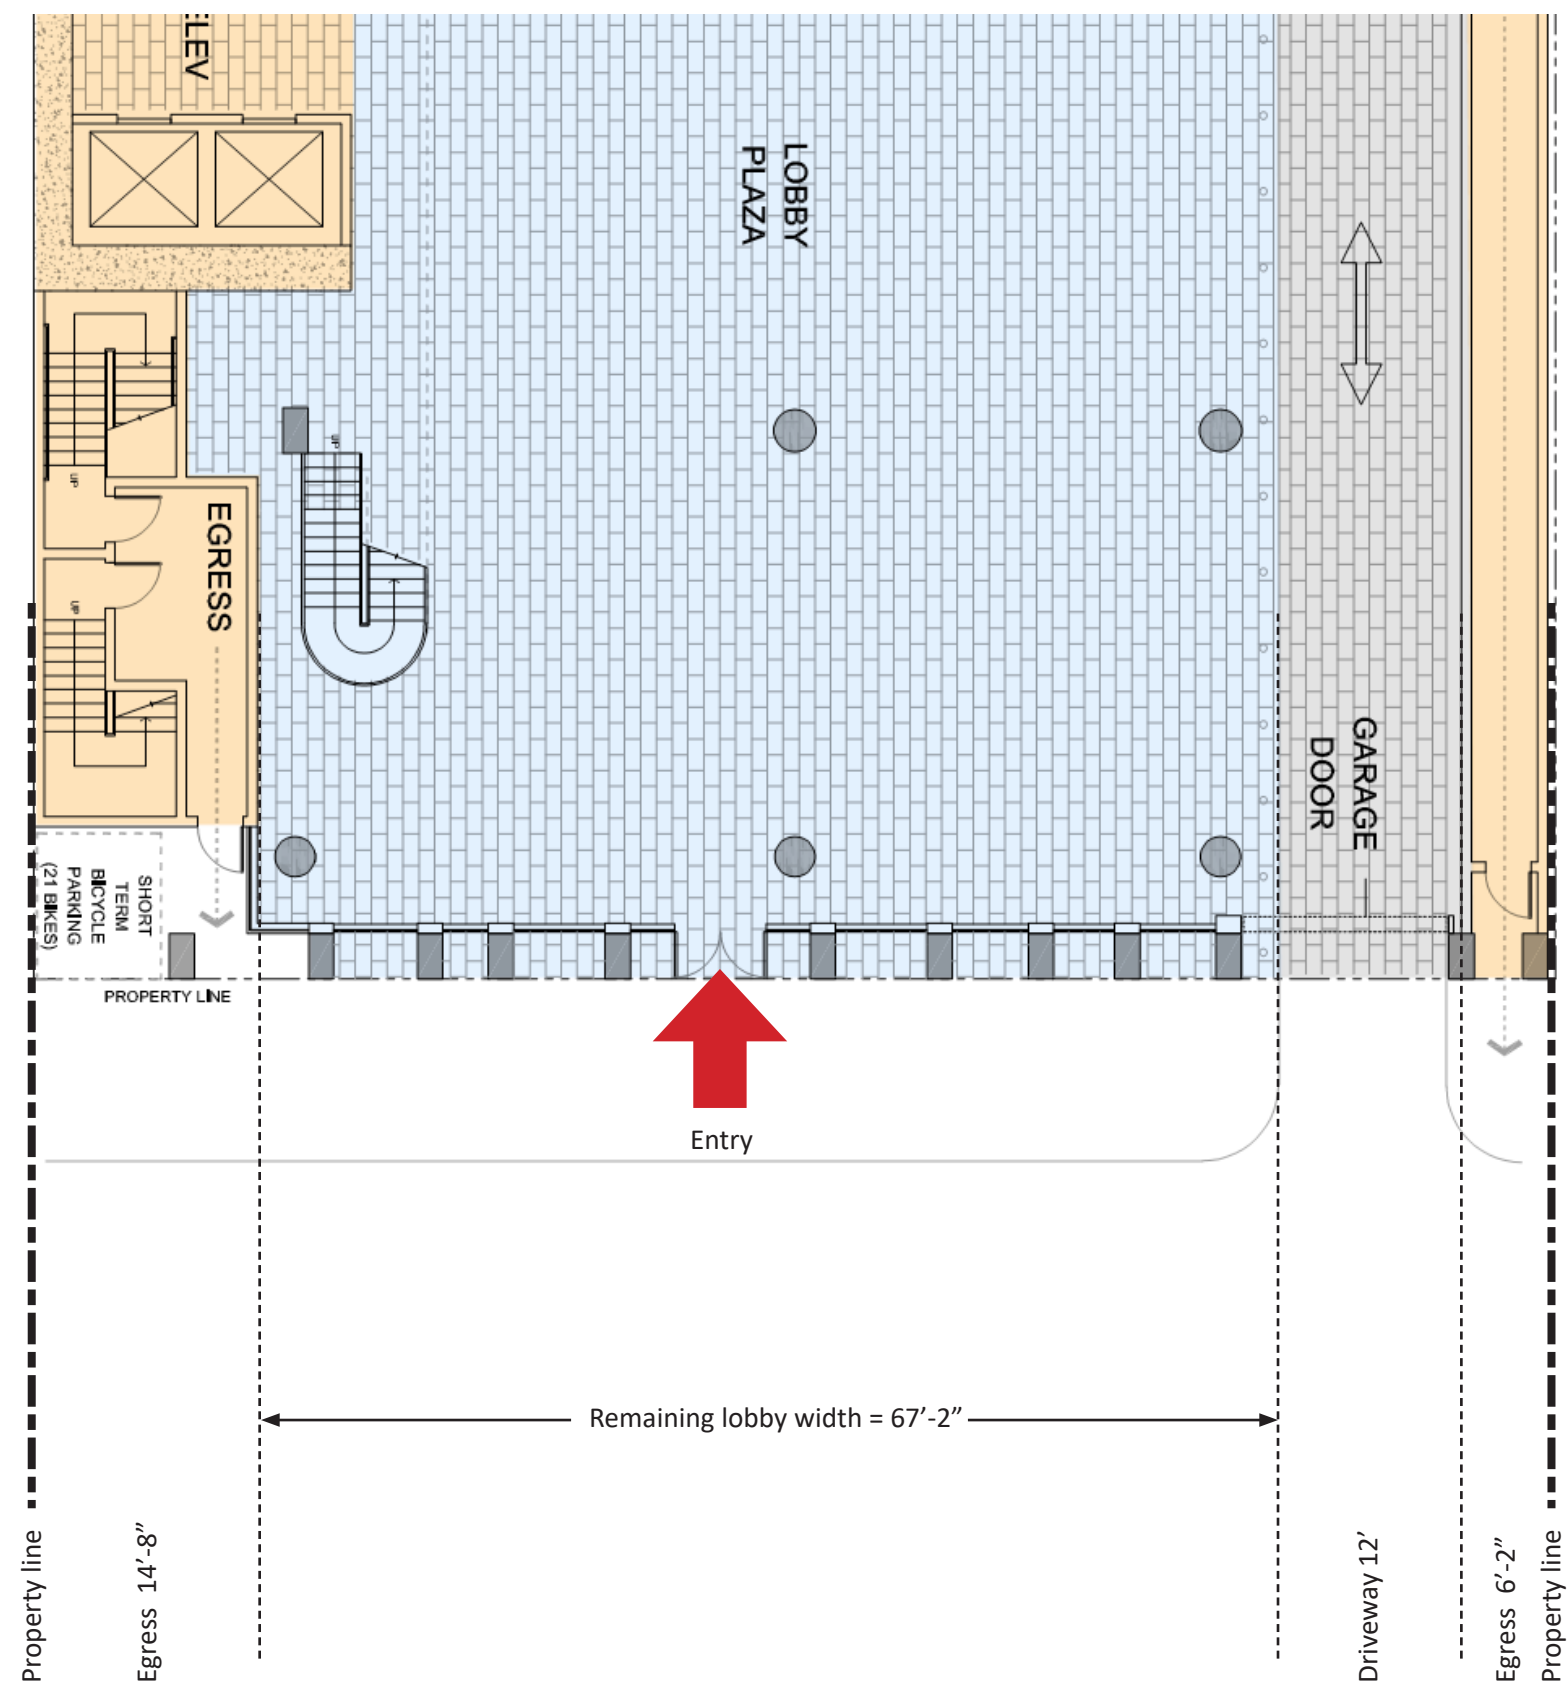 ELEV
LOBBY
PLAZA
UP
UP
EGRESS
UP
GARAGE
DOOR
SHORT
TERM
BICYCLE
PARKING
(21 BIKES)
PROPERTY LINE
Entry
Remaining lobby width = 67’-2”
Property line
Egress 14’-8”
Driveway 12’
Egress 6’-2”
Property line